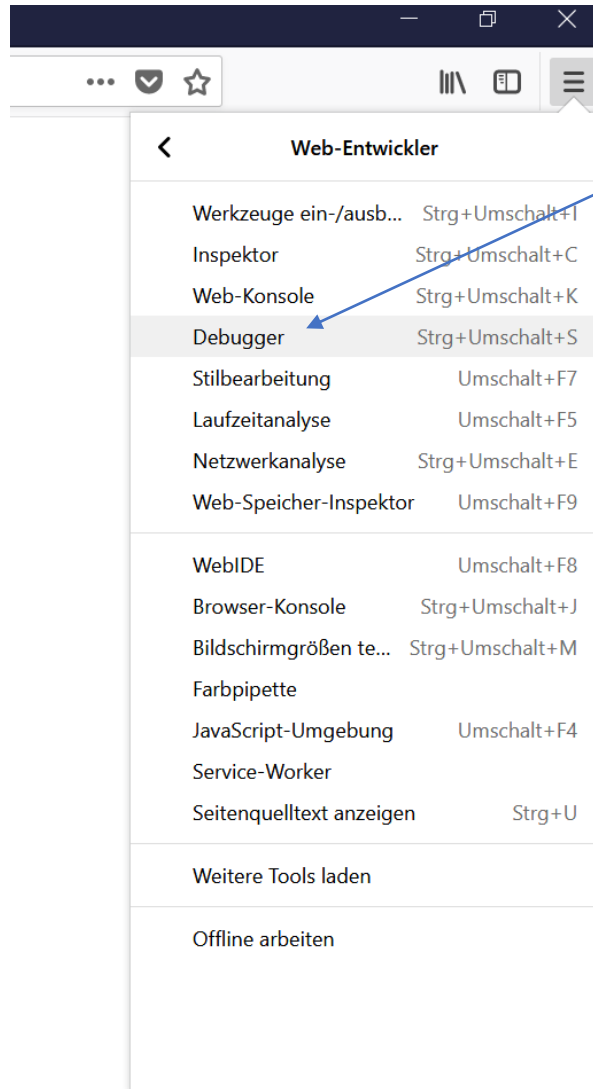 Web-Entwickler
Werkzeuge ein-/ausb... Strg+Umschalt+I
Inspektor Strg+Umschalt+C
Web-Konsole Strg+Umschalt+K
Debugger Strg+Umschalt+S
Stilbearbeitung Umschalt+F7
Laufzeitanalyse Umschalt+F5
Netzwerkanalyse Strg+Umschalt+E
Web-Speicher-Inspektor Umschalt+F9
WebIDE Umschalt+F8
Browser-Konsole Strg+Umschalt+J
Bildschirmgrößen te... Strg+Umschalt+M
Farbpipette
JavaScript-Umgebung Umschalt+F4
Service-Worker
Seitenquelltext anzeigen Strg+U
Weitere Tools laden
Offline arbeiten